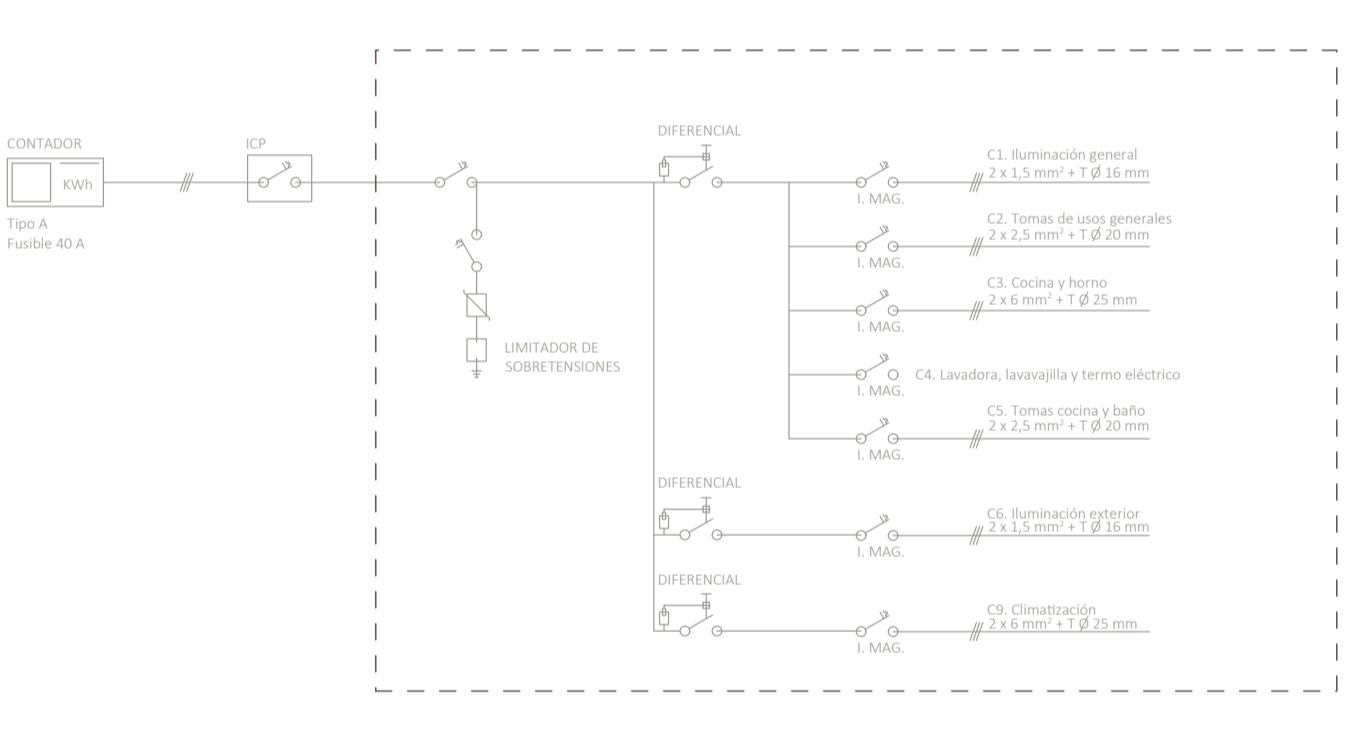 CONTADOR
KWh
Tipo A
Fusible 40 A
ICP
LIMITADOR DE
SOBRETENSIONES
DIFERENCIAL
I. MAG.
C1. Iluminación general
2 x 1,5 mm² + T Ø 16 mm
I. MAG.
C2. Tomas de usos generales
2 x 2,5 mm² + T Ø 20 mm
I. MAG.
C3. Cocina y horno
2 x 6 mm² + T Ø 25 mm
I. MAG.
C4. Lavadora, lavavajilla y termo eléctrico
I. MAG.
C5. Tomas cocina y baño
2 x 2,5 mm² + T Ø 20 mm
I. MAG.
DIFERENCIAL
C6. Iluminación exterior
2 x 1,5 mm² + T Ø 16 mm
I. MAG.
DIFERENCIAL
C9. Climatización
2 x 6 mm² + T Ø 25 mm
I. MAG.